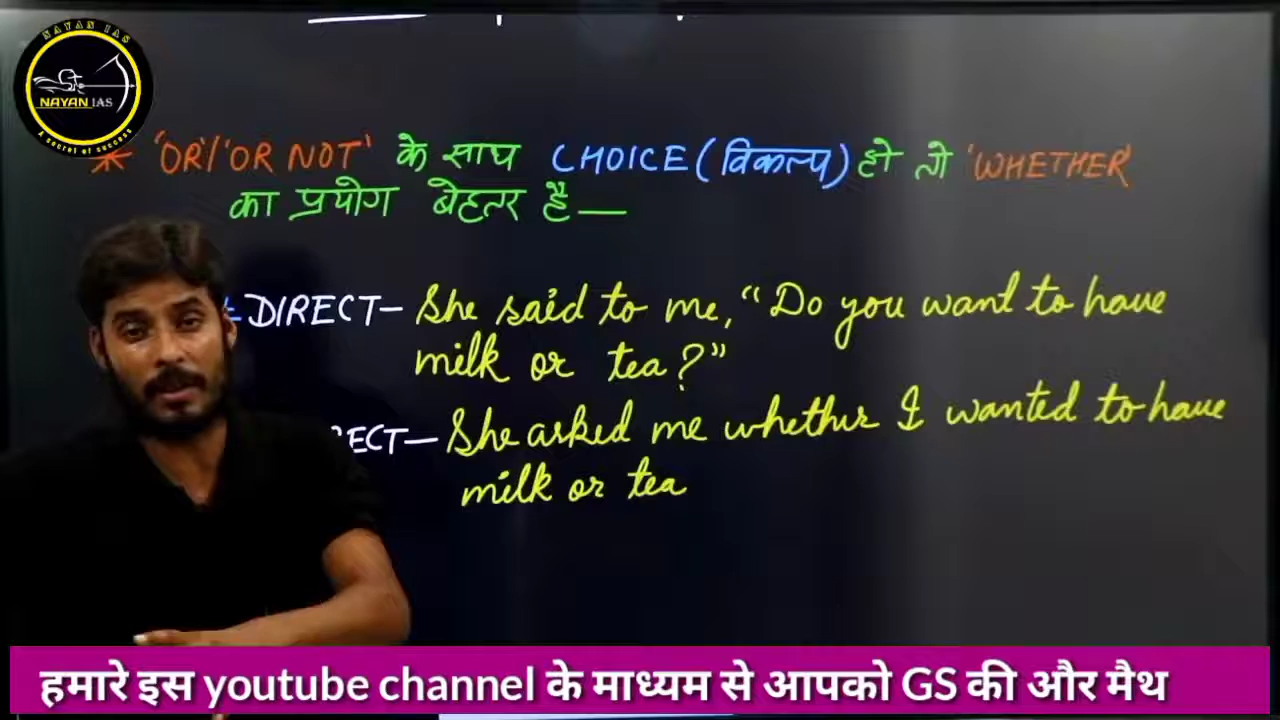 NAYAN IAS
NAYAN IAS
A secret of success
* 'OR'/'OR NOT' के साथ CHOICE (विकल्प) हो तो 'WHETHER'
का प्रयोग बेहतर है—
DIRECT- She said to me, "Do you want to have
milk or tea?"
RECT- She asked me whether I wanted to have
milk or tea
हमारे इस youtube channel के माध्यम से आपको GS की और मैथ